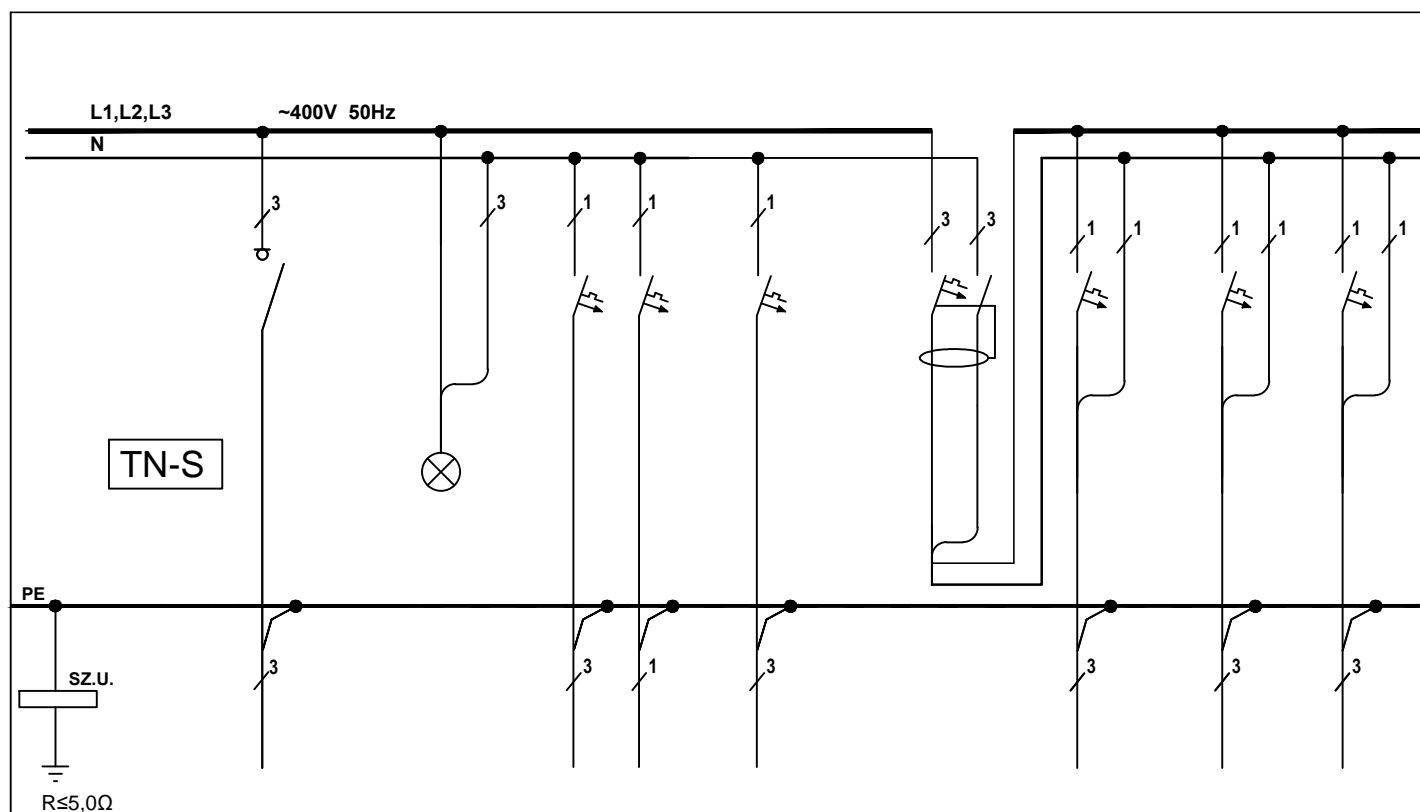 L1,L2,L3 ~400V 50Hz
N
3 3 1 1 1 3 3 1 1 1 1 1 1
TN-S
PE
SZ.U.
3 3 1 3 3 3 3
R≤5,0Ω